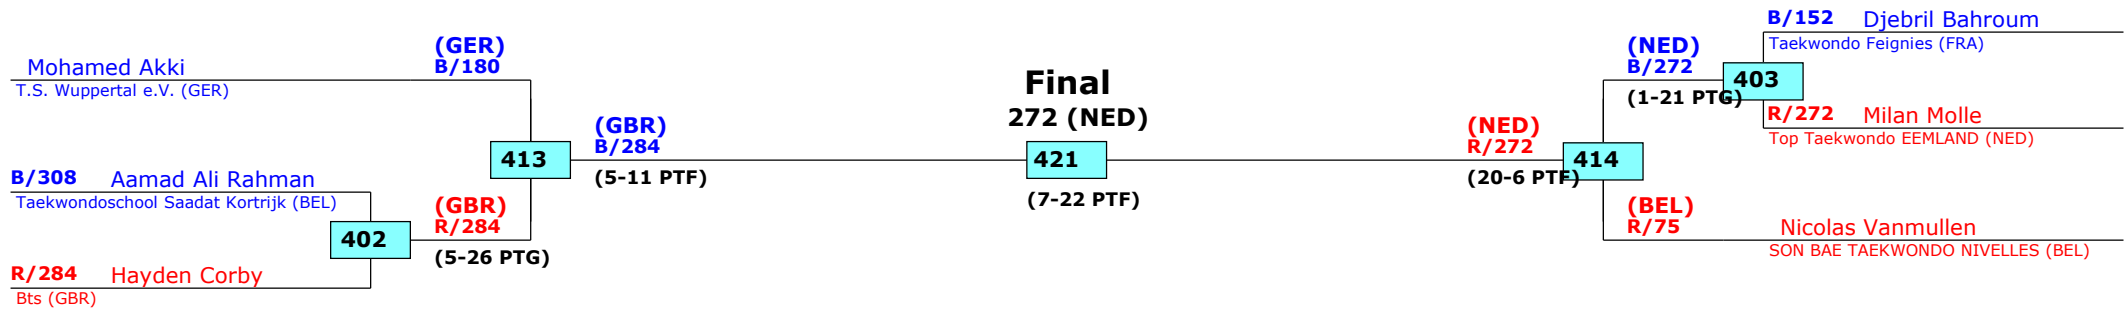 Mohamed Akki
T.S. Wuppertal e.V. (GER)
(GER)
B/180
B/308 Aamad Ali Rahman
Taekwondoschool Saadat Kortrijk (BEL)
402
R/284 Hayden Corby
Bts (GBR)
(GBR)
R/284
(5-26 PTG)
413
(GBR)
B/284
(5-11 PTF)
Final
272 (NED)
421
(7-22 PTF)
(NED)
R/272
(20-6 PTF)
414
(NED)
B/272
(1-21 PTG)
403
B/152 Djebril Bahroum
Taekwondo Feignies (FRA)
R/272 Milan Molle
Top Taekwondo EEMLAND (NED)
(BEL)
R/75
Nicolas Vanmullen
SON BAE TAEKWONDO NIVELLES (BEL)